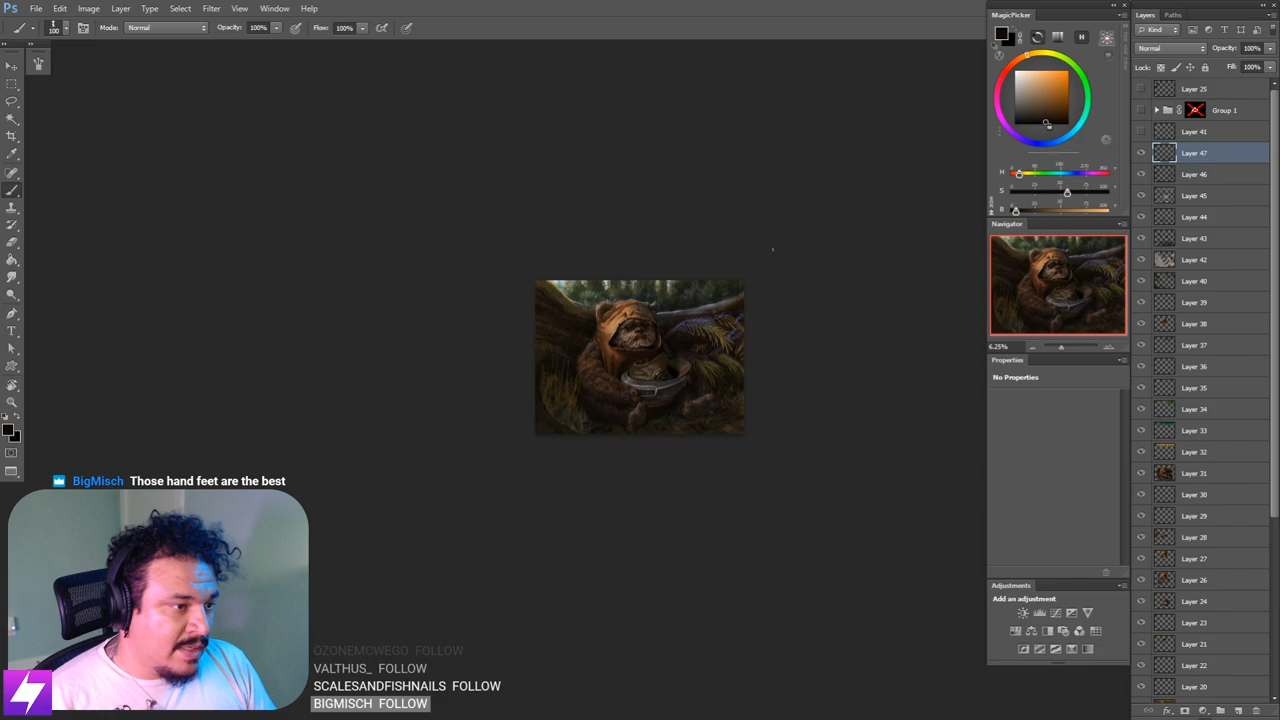 Ps File Edit Image Layer Type Select Filter View Window Help
100 Mode: Normal Opacity: 100% Flow: 100%
MagicPicker
H
H
S
B
Navigator
6.25%
Properties
No Properties
Adjustments
Add an adjustment
Layers Paths
Kind
Normal Opacity: 100%
Lock: Fill: 100%
Layer 25
Group 1
Layer 41
Layer 47
Layer 46
Layer 45
Layer 44
Layer 43
Layer 42
Layer 40
Layer 39
Layer 38
Layer 37
Layer 36
Layer 35
Layer 34
Layer 33
Layer 32
Layer 31
Layer 30
Layer 29
Layer 28
Layer 27
Layer 26
Layer 24
Layer 23
Layer 21
Layer 22
Layer 20
fx
BigMisch Those hand feet are the best
OZONEMCWEGO FOLLOW
VALTHUS_ FOLLOW
SCALESANDFISHNAILS FOLLOW
BIGMISCH FOLLOW